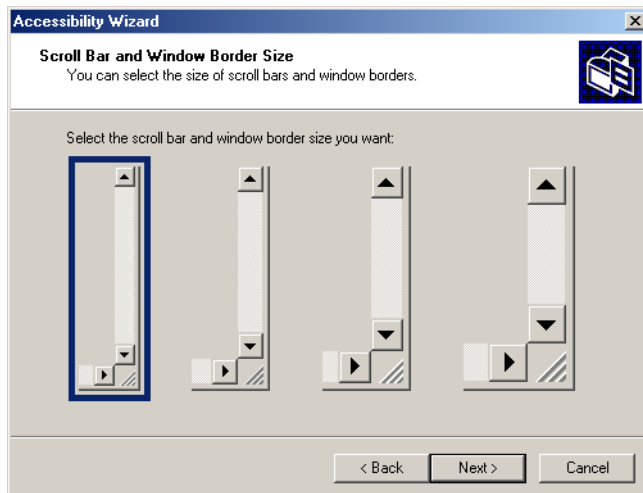 Accessibility Wizard
Scroll Bar and Window Border Size
You can select the size of scroll bars and window borders.
Select the scroll bar and window border size you want:
< Back Next > Cancel